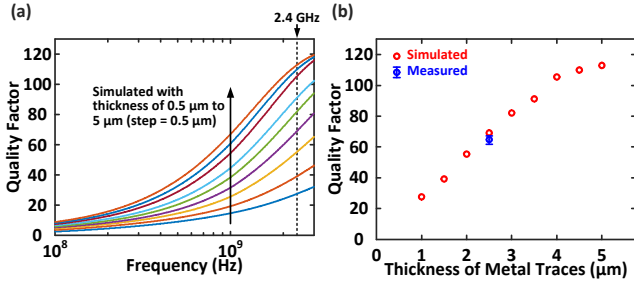 (a)
2.4 GHz
120
100
80
60
40
20
0
Quality Factor
Simulated with
thickness of 0.5 µm to
5 µm (step = 0.5 µm)
10^8
10^9
Frequency (Hz)
(b)
120
100
80
60
40
20
0
Quality Factor
Simulated
Measured
0
1
2
3
4
5
Thickness of Metal Traces (µm)